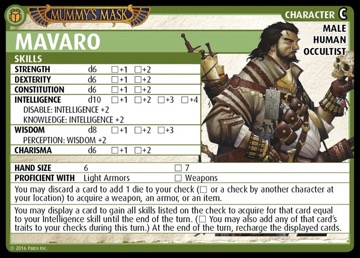 MUMMY'S MASK
CHARACTER C
MAVARO
MALE
HUMAN
OCCULTIST
SKILLS
STRENGTH d6 □ +1 □ +2
DEXTERITY d6 □ +1 □ +2
CONSTITUTION d6 □ +1 □ +2
INTELLIGENCE d10 □ +1 □ +2 □ +3 □ +4
DISABLE: INTELLIGENCE +2
KNOWLEDGE: INTELLIGENCE +2
WISDOM d8 □ +1 □ +2
PERCEPTION: WISDOM +2
CHARISMA d6 □ +1 □ +2
HAND SIZE 6 □ 7
PROFICIENT WITH Light Armors □ Weapons
You may discard a card to add 1 die to your check (□ or a check by another character at
your location) to acquire a weapon, an armor, or an item.
You may display a card to gain all skills listed on the check to acquire for that card equal
to your Intelligence skill until the end of the turn. (□ You may also add any of that card's
traits to your checks during this turn.) At the end of the turn, recharge the displayed cards.
© 2014 Paizo Inc.